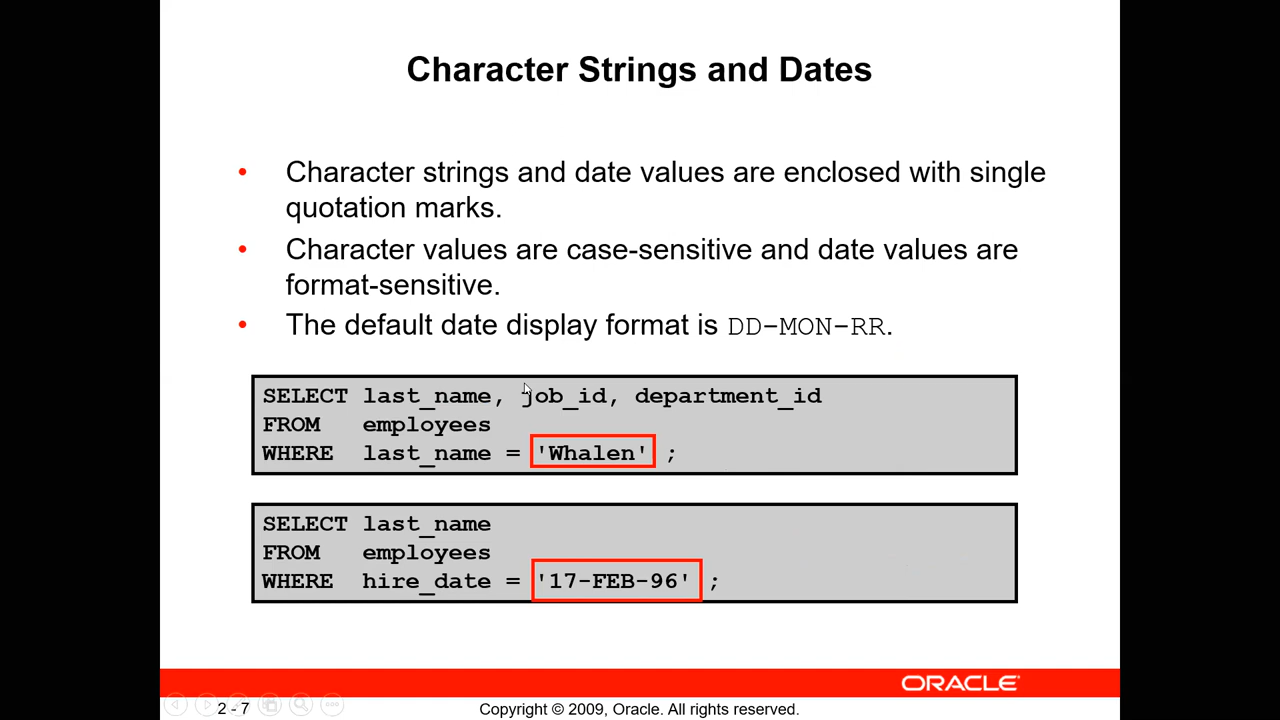 Character Strings and Dates
• Character strings and date values are enclosed with single
quotation marks.
• Character values are case-sensitive and date values are
format-sensitive.
• The default date display format is DD-MON-RR.
SELECT last_name, job_id, department_id
FROM   employees
WHERE  last_name = 'Whalen' ;
SELECT last_name
FROM   employees
WHERE  hire_date = '17-FEB-96' ;
ORACLE
2 - 7
Copyright © 2009, Oracle. All rights reserved.